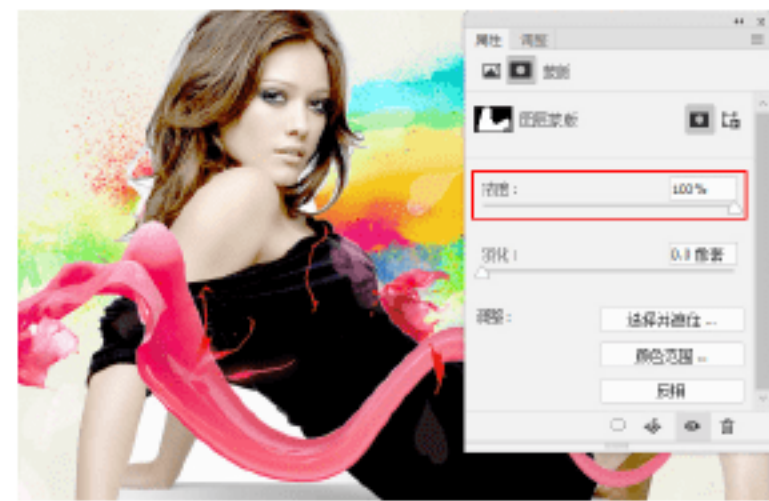 属性 调整
蒙版
图层蒙版
浓度： 100%
羽化： 0.0 像素
调整： 选择并遮住 ...
颜色范围 ...
反相